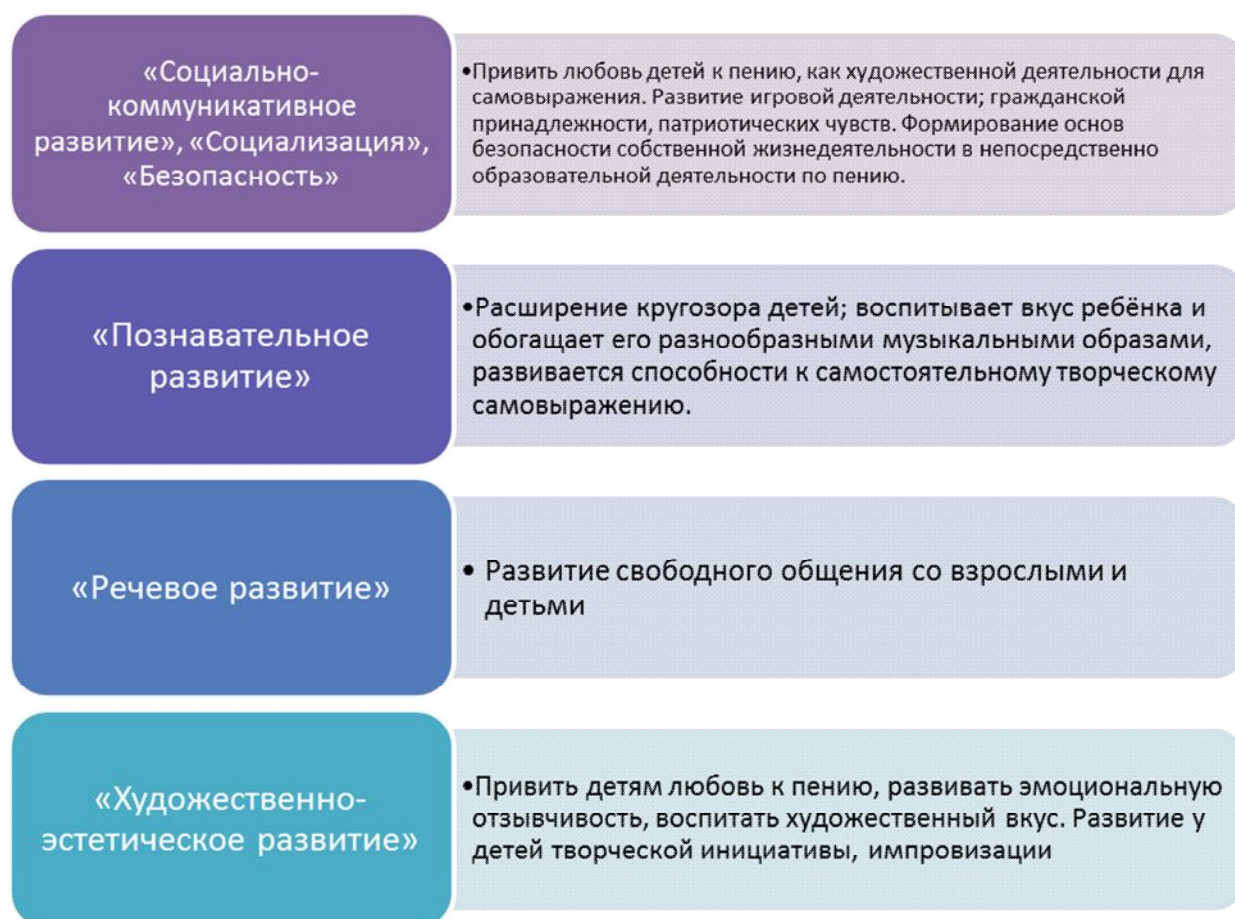 «Социально-
коммуникативное
развитие», «Социализация»,
«Безопасность»
•Привить любовь детей к пению, как художественной деятельности для
самовыражения. Развитие игровой деятельности; гражданской
принадлежности, патриотических чувств. Формирование основ
безопасности собственной жизнедеятельности в непосредственно
образовательной деятельности по пению.
«Познавательное
развитие»
•Расширение кругозора детей; воспитывает вкус ребёнка и
обогащает его разнообразными музыкальными образами,
развивается способности к самостоятельному творческому
самовыражению.
«Речевое развитие»
• Развитие свободного общения со взрослыми и
детьми
«Художественно-
эстетическое развитие»
•Привить детям любовь к пению, развивать эмоциональную
отзывчивость, воспитать художественный вкус. Развитие у
детей творческой инициативы, импровизации